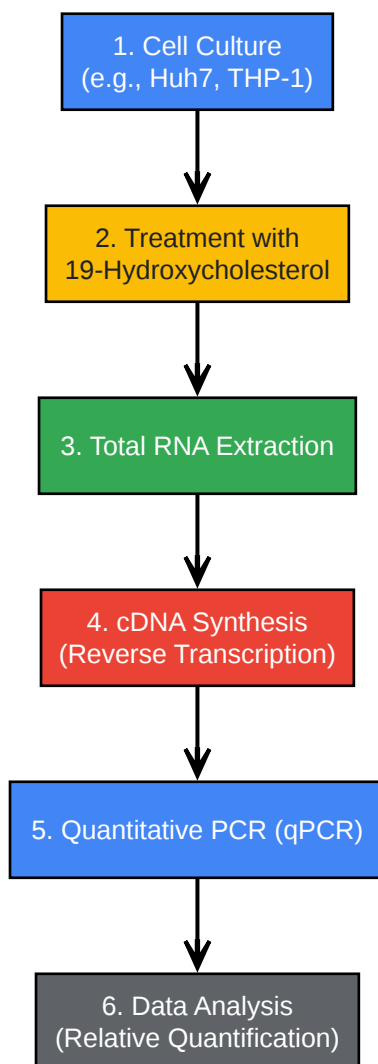 1. Cell Culture
(e.g., Huh7, THP-1)
2. Treatment with
19-Hydroxycholesterol
3. Total RNA Extraction
4. cDNA Synthesis
(Reverse Transcription)
5. Quantitative PCR (qPCR)
6. Data Analysis
(Relative Quantification)